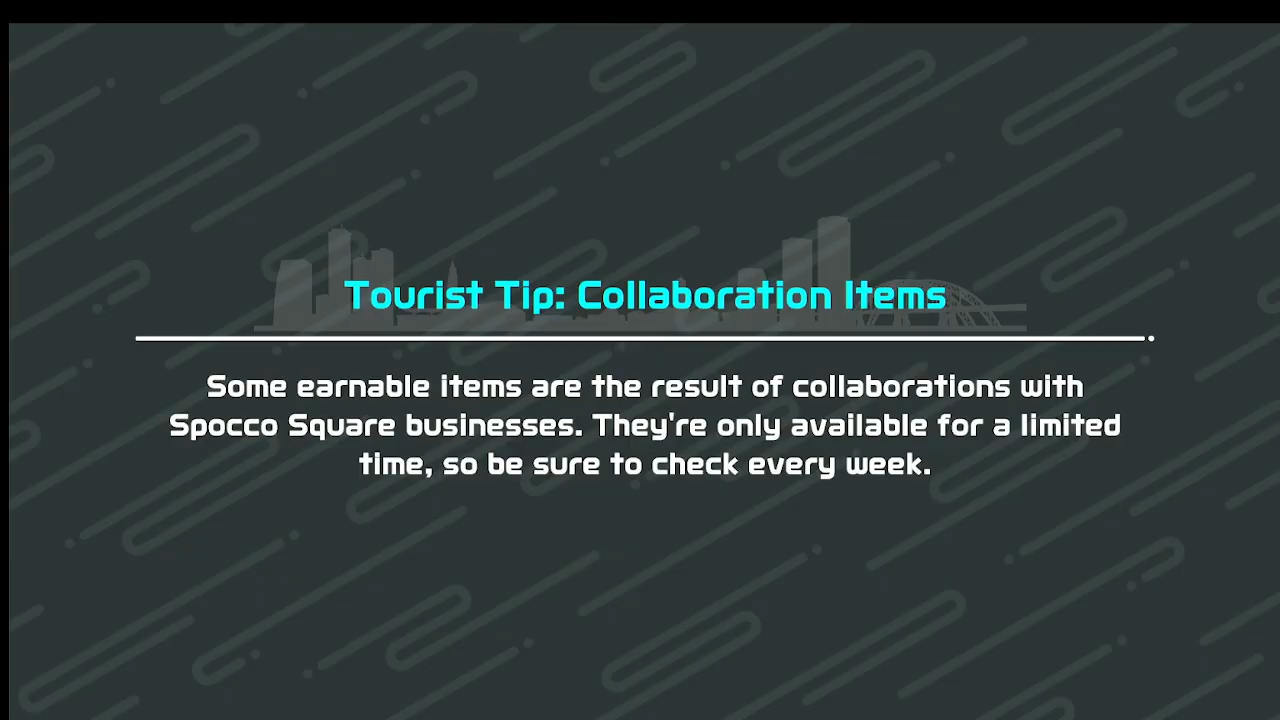 Tourist Tip: Collaboration Items
Some earnable items are the result of collaborations with
Spocco Square businesses. They're only available for a limited
time, so be sure to check every week.